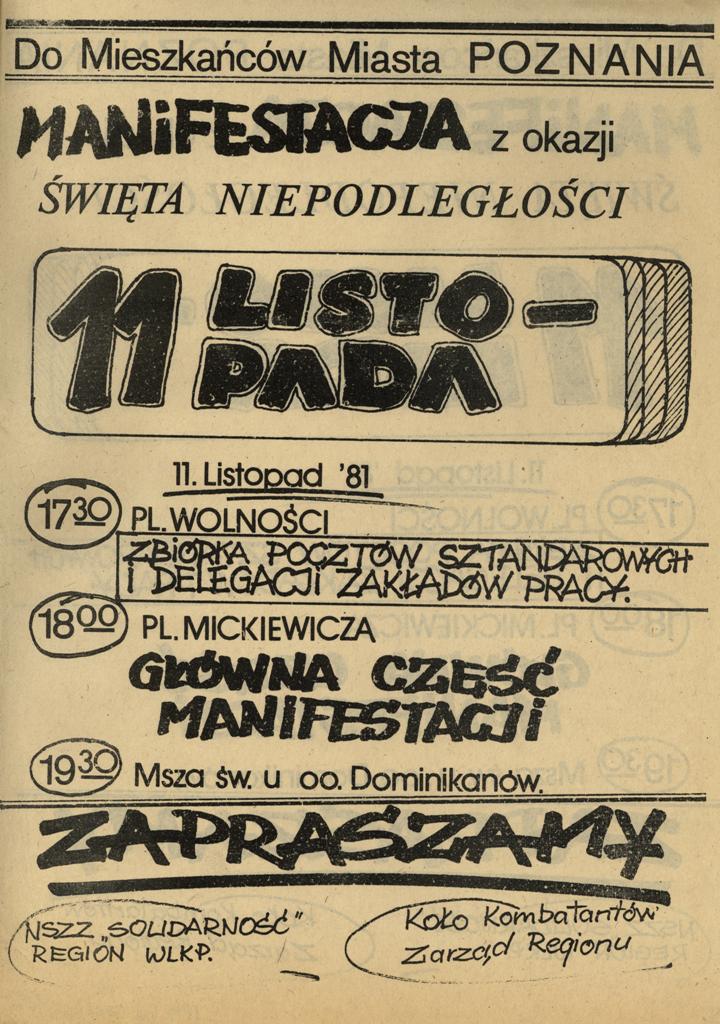 Do Mieszkańców Miasta POZNANIA
MANiFESTACJA z okazji
ŚWIĘTA NIEPODLEGŁOŚCI
11 LISTO-
PADA
11. Listopad '81
17³⁰ PL. WOLNOŚCI
ZBiÓRKA POCZTÓW SZTANDAROWYCH
I DELEGACJI ZAKŁADÓW PRACY.
18⁰⁰ PL. MICKIEWICZA
GŁÓWNA CZĘŚĆ
MANIFESTACJi
19³⁰ Msza św. u oo. Dominikanów.
ZAPRASZAMY
NSZZ „SOLIDARNOŚĆ"
REGIÓN WLKP.
Koło Kombatantów
Zarząd Regionu